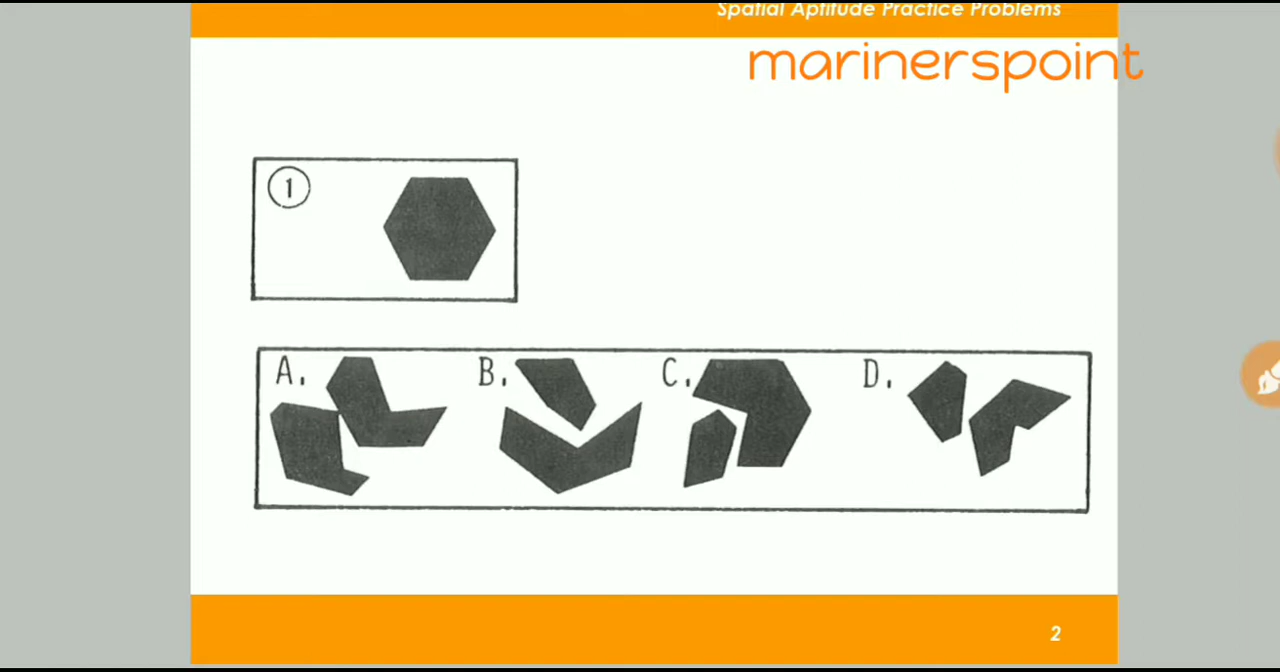 Spatial Aptitude Practice Problems
marinerspoint
1
A. B. C. D.
2